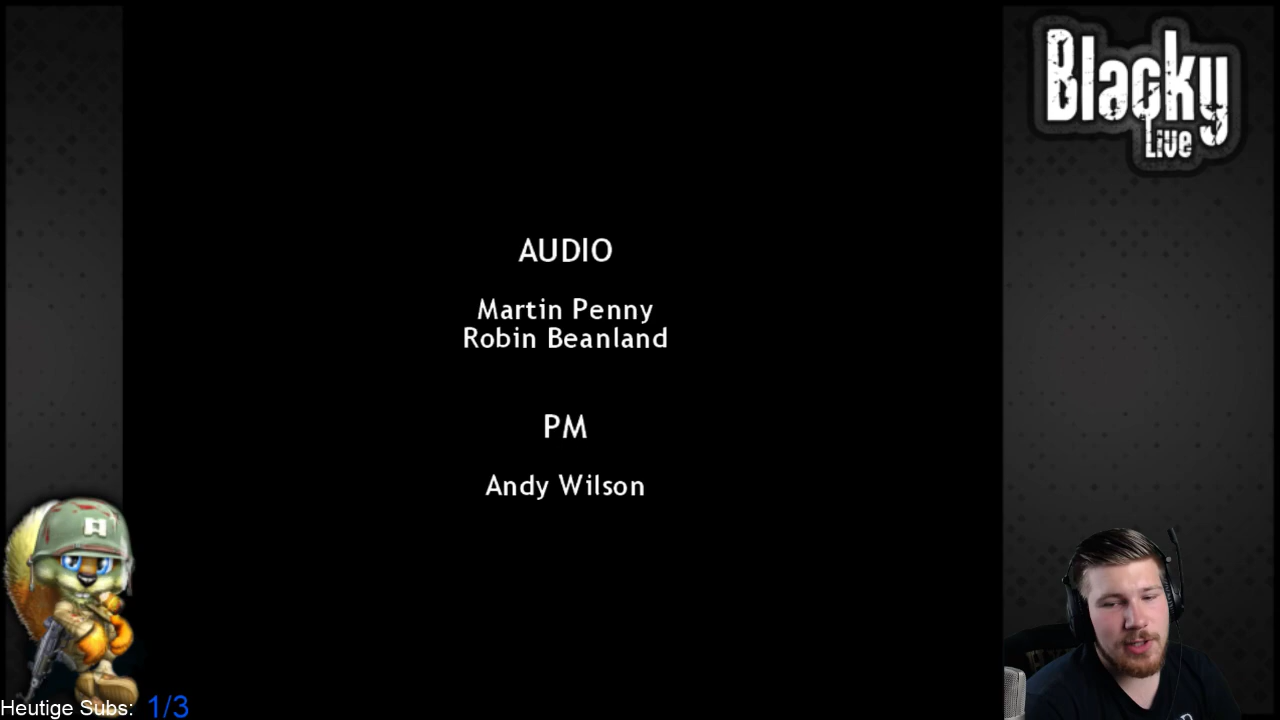 Blacky
Live
AUDIO
Martin Penny
Robin Beanland
PM
Andy Wilson
Heutige Subs: 1/3